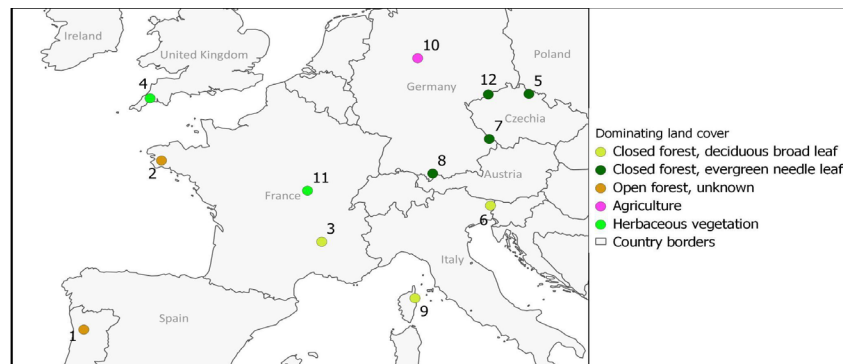 Ireland
United Kingdom
10
Poland
4
Germany
12
5
Czechia
7
2
8
Austria
11
France
6
3
Italy
Spain
9
1
Dominating land cover
Closed forest, deciduous broad leaf
Closed forest, evergreen needle leaf
Open forest, unknown
Agriculture
Herbaceous vegetation
Country borders